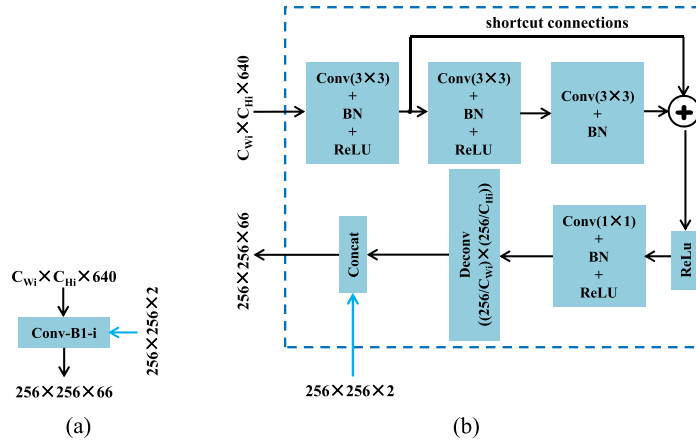 shortcut connections
C_Wi×C_Hi×640
Conv(3×3)
+
BN
+
ReLU
Conv(3×3)
+
BN
+
ReLU
Conv(3×3)
+
BN
+
256×256×66
Concat
Deconv
((256/C_Wi)×(256/C_Hi))
Conv(1×1)
+
BN
+
ReLU
ReLu
256×256×2
C_Wi×C_Hi×640
Conv-B1-i
256×256×2
256×256×66
(a)
(b)